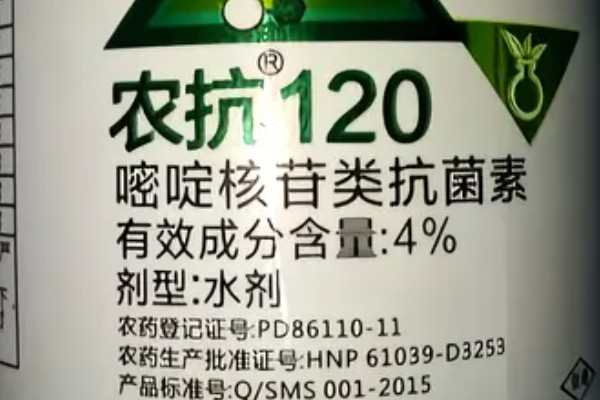 农抗®120
嘧啶核苷类抗菌素
有效成分含量:4%
剂型:水剂
农药登记证号:PD86110-11
农药生产批准证号:HNP 61039-D3253
产品标准号:Q/SMS 001-2015